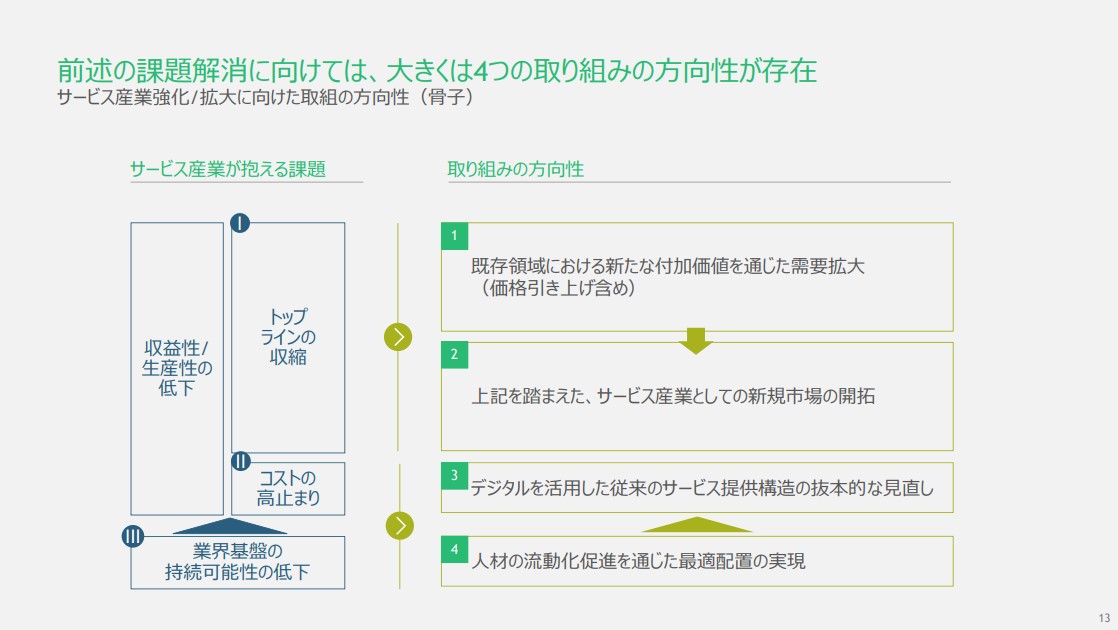 前述の課題解消に向けては、大きくは4つの取り組みの方向性が存在
サービス産業強化/拡大に向けた取組の方向性（骨子）
サービス産業が抱える課題
取り組みの方向性
収益性/
生産性の
低下
I
トップ
ラインの
収縮
II
コストの
高止まり
III
業界基盤の
持続可能性の低下
1
既存領域における新たな付加価値を通じた需要拡大
（価格引き上げ含め）
2
上記を踏まえた、サービス産業としての新規市場の開拓
3
デジタルを活用した従来のサービス提供構造の抜本的な見直し
4
人材の流動化促進を通じた最適配置の実現
13